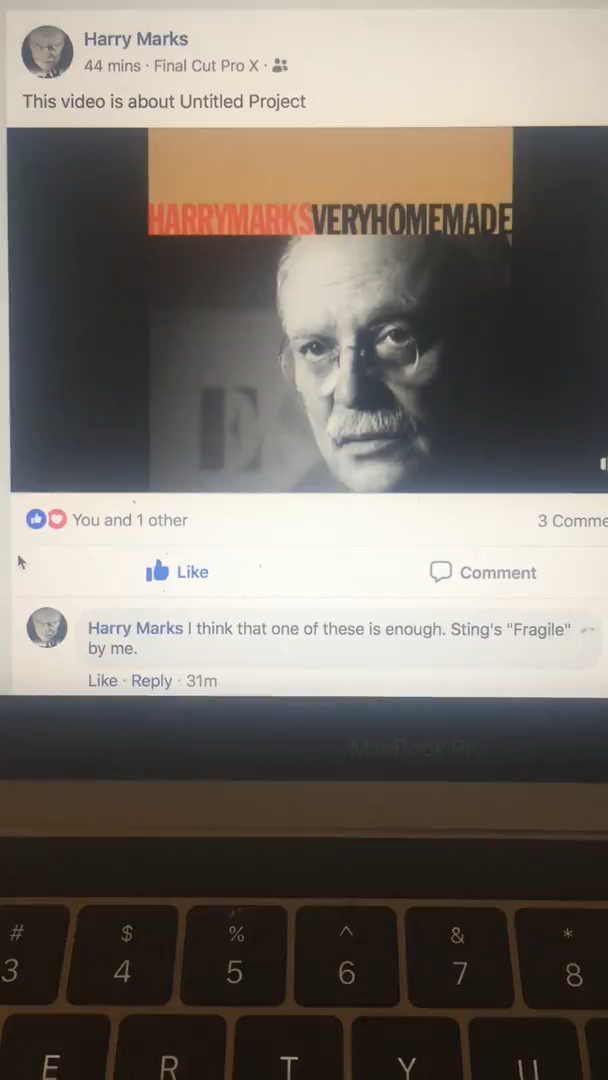 Harry Marks
44 mins · Final Cut Pro X ·
This video is about Untitled Project
HARRYMARKSVERYHOMEMADE
E
You and 1 other
3 Comme
Like
Comment
Harry Marks I think that one of these is enough. Sting's "Fragile"
by me.
Like · Reply · 31m
MacBook Pro
# $ % ^ & *
3 4 5 6 7 8
E R T Y U